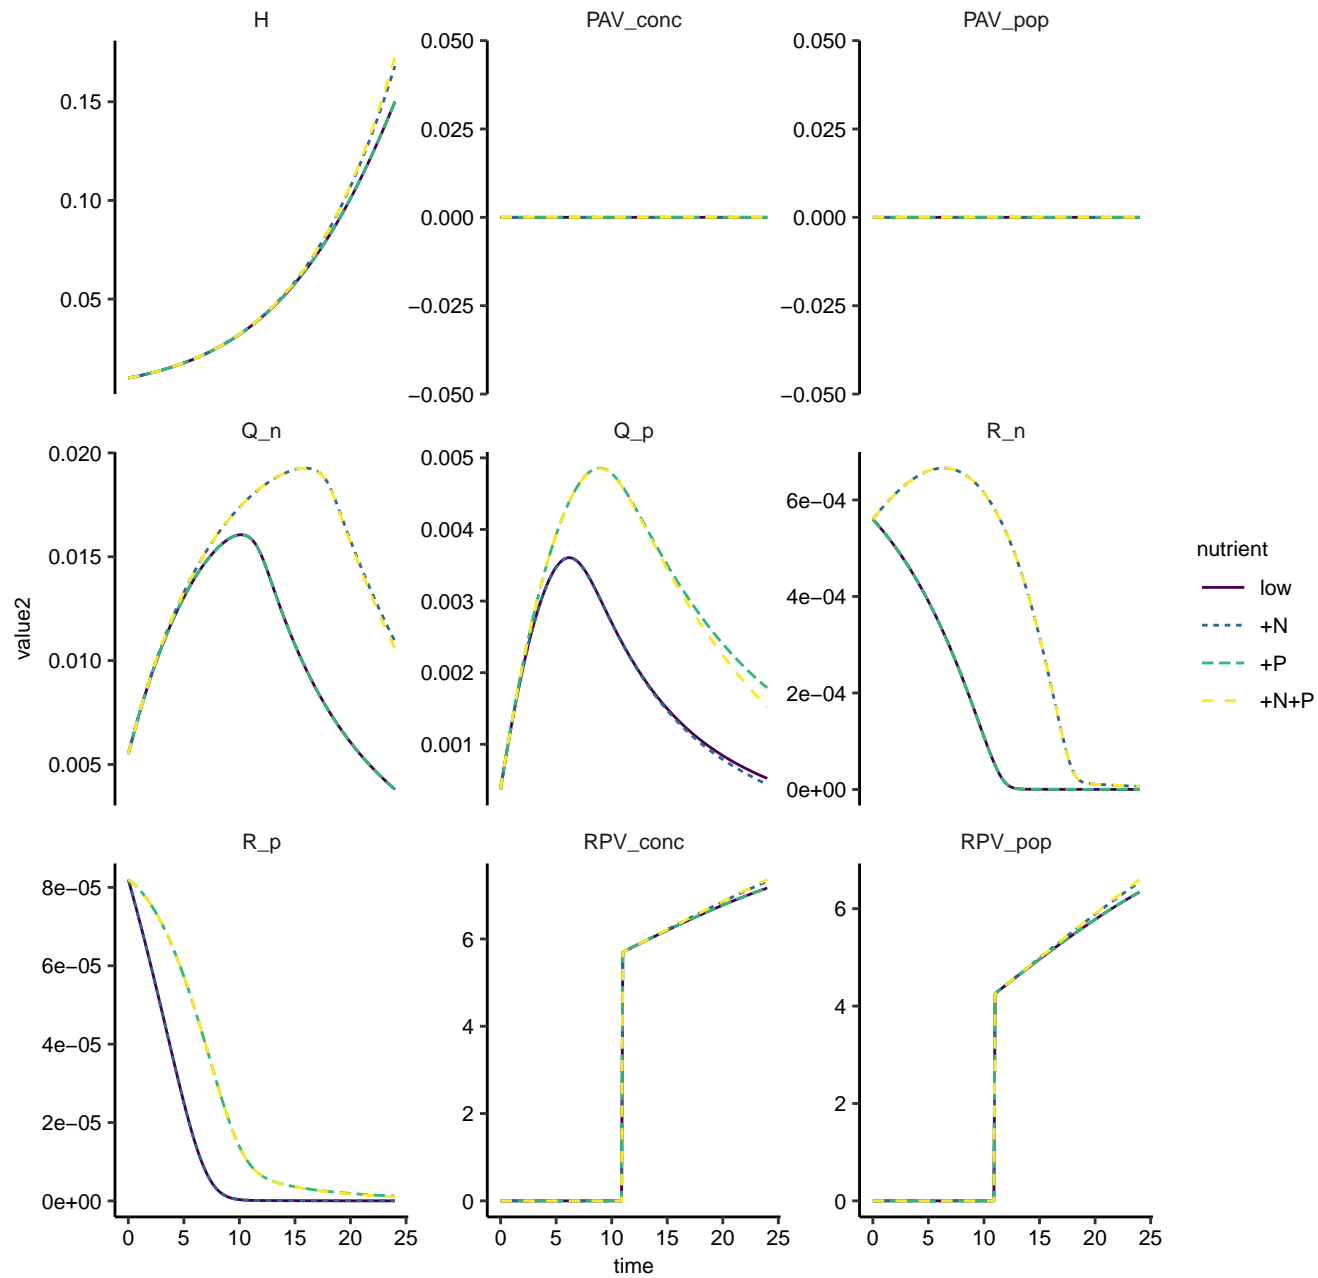 H
PAV_conc
PAV_pop
0.15
0.10
0.05
0.050
0.025
0.000
−0.025
−0.050
0.050
0.025
0.000
−0.025
−0.050
Q_n
Q_p
R_n
0.020
0.015
0.010
0.005
0.005
0.004
0.003
0.002
0.001
6e−04
4e−04
2e−04
0e+00
value2
nutrient
low
+N
+P
+N+P
R_p
RPV_conc
RPV_pop
8e−05
6e−05
4e−05
2e−05
0e+00
6
4
2
0
6
4
2
0
0 5 10 15 20 25
0 5 10 15 20 25
0 5 10 15 20 25
time